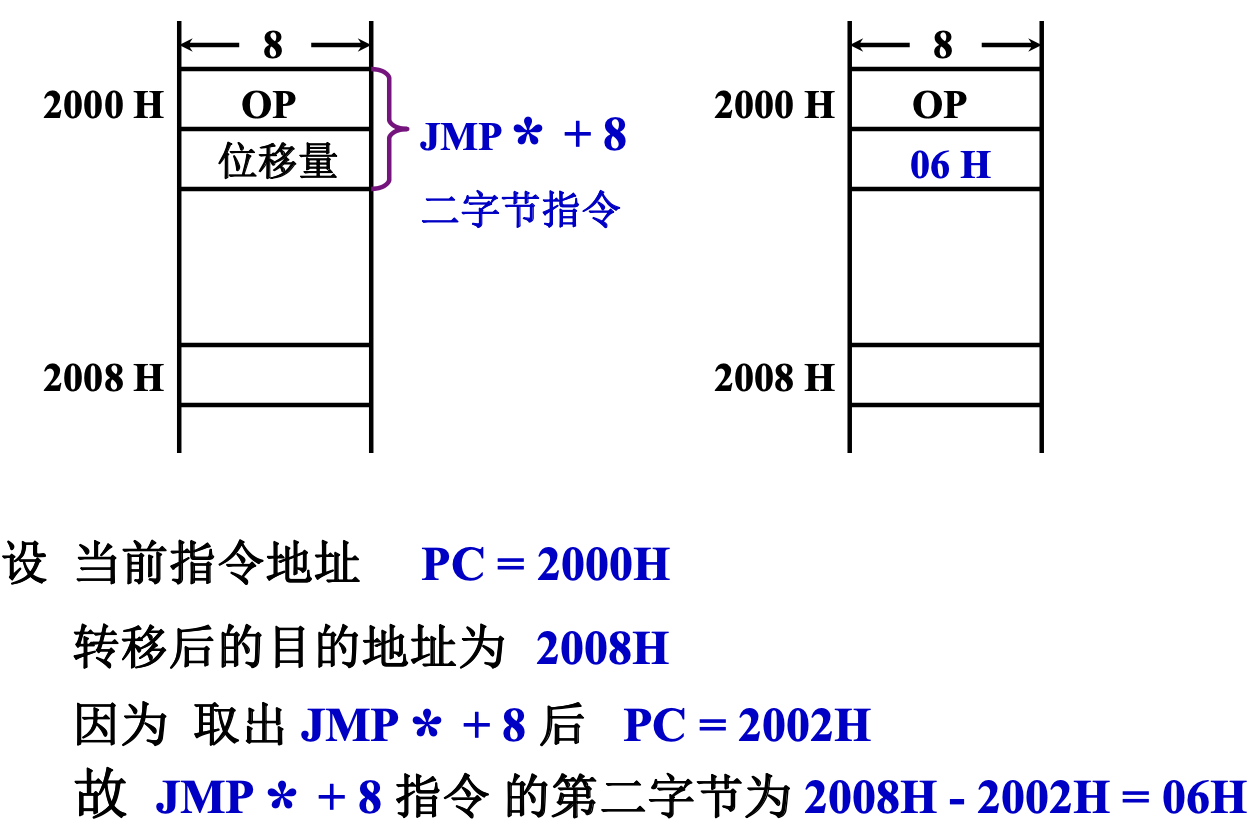 8
2000 H
OP
位移量
JMP * + 8
二字节指令
2008 H
8
2000 H
OP
06 H
2008 H
设 当前指令地址 PC = 2000H
转移后的目的地址为 2008H
因为 取出 JMP * + 8 后 PC = 2002H
故 JMP * + 8 指令 的第二字节为 2008H - 2002H = 06H